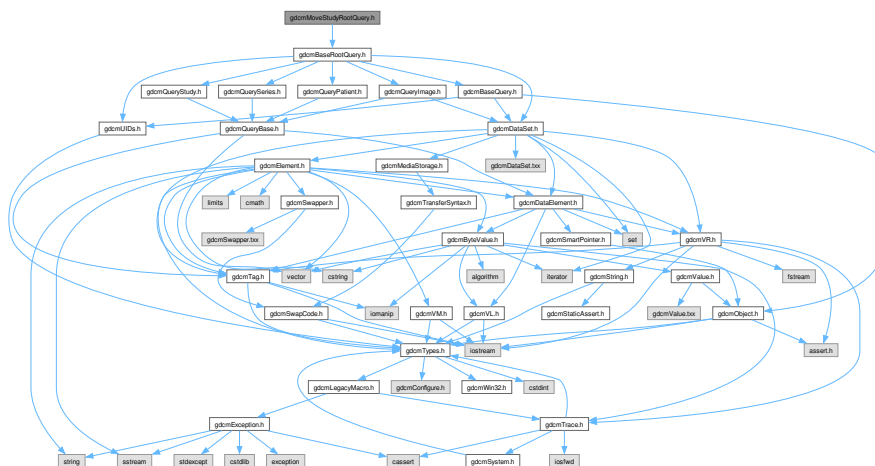 gdcmMoveStudyRootQuery.h
gdcmBaseRootQuery.h
gdcmQueryStudy.h
gdcmQuerySeries.h
gdcmQueryPatient.h
gdcmQueryImage.h
gdcmBaseQuery.h
gdcmUIDs.h
gdcmQueryBase.h
gdcmDataSet.h
gdcmElement.h
gdcmMediaStorage.h
gdcmDataSet.txx
limits
cmath
gdcmSwapper.h
gdcmTransferSyntax.h
gdcmDataElement.h
gdcmSwapper.txx
gdcmByteValue.h
gdcmSmartPointer.h
set
gdcmVR.h
gdcmTag.h
vector
cstring
algorithm
iterator
gdcmString.h
gdcmValue.h
fstream
gdcmSwapCode.h
iomanip
gdcmVM.h
gdcmVL.h
gdcmStaticAssert.h
gdcmValue.txx
gdcmObject.h
gdcmTypes.h
iostream
assert.h
gdcmLegacyMacro.h
gdcmConfigure.h
gdcmWin32.h
cstdint
gdcmException.h
gdcmTrace.h
string
sstream
stdexcept
cstdlib
exception
cassert
gdcmSystem.h
iosfwd